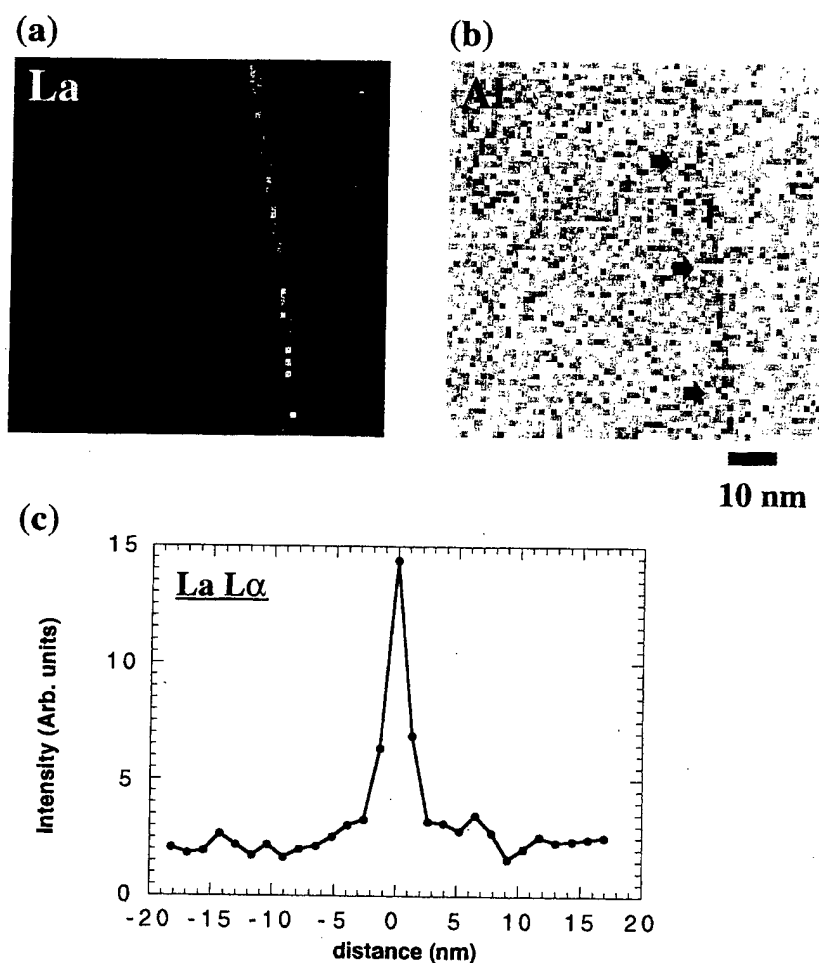 (a)
(b)
La
Al
10 nm
(c)
15
La Lα
10
5
0
Intensity (Arb. units)
-20 -15 -10 -5 0 5 10 15 20
distance (nm)